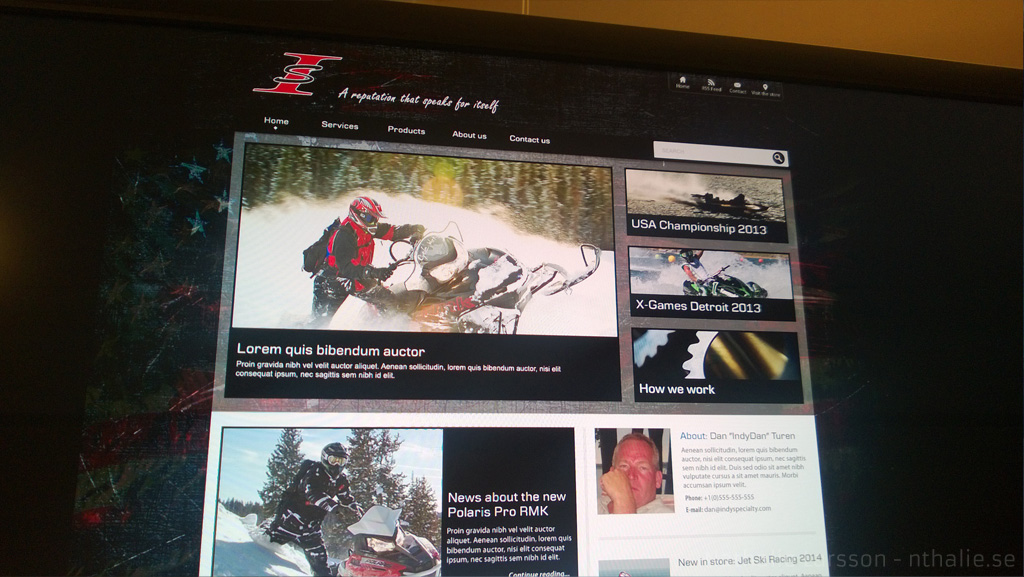 IS
A reputation that speaks for itself
Home
RSS Feed
Contact
Visit the store
Home
Services
Products
About us
Contact us
SEARCH
USA Championship 2013
X-Games Detroit 2013
How we work
Lorem quis bibendum auctor
Proin gravida nibh vel velit auctor aliquet. Aenean sollicitudin, lorem quis bibendum auctor, nisi elit
consequat ipsum, nec sagittis sem nibh id elit.
News about the new
Polaris Pro RMK
Proin gravida nibh vel velit
auctor aliquet. Aenean
sollicitudin, lorem quis
bibendum auctor, nisi elit
consequat ipsum, nec
sagittis sem nibh id elit.
Continue reading...
About: Dan "IndyDan" Turen
Aenean sollicitudin, lorem quis bibendum
auctor, nisi elit consequat ipsum, nec sagittis
sem nibh id elit. Duis sed odio sit amet nibh
vulputate cursus a sit amet mauris. Morbi
accumsan ipsum velit.
Phone: +1(0)555-555-555
E-mail: dan@indyspecialty.com
New in store: Jet Ski Racing 2014
rsson - nthalie.se